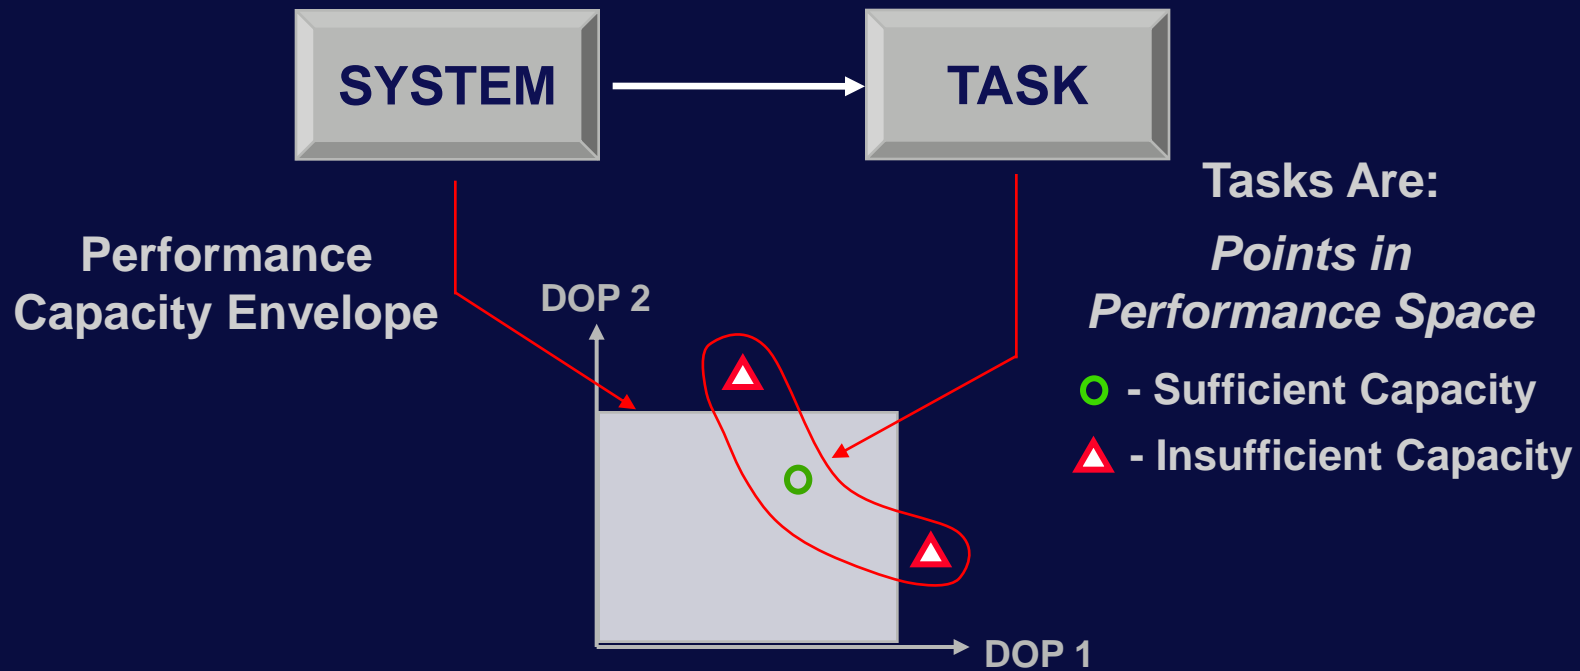 SYSTEM
TASK
Performance
Capacity Envelope
Tasks Are:
Points in
Performance Space
- Sufficient Capacity
- Insufficient Capacity
DOP 2
DOP 1